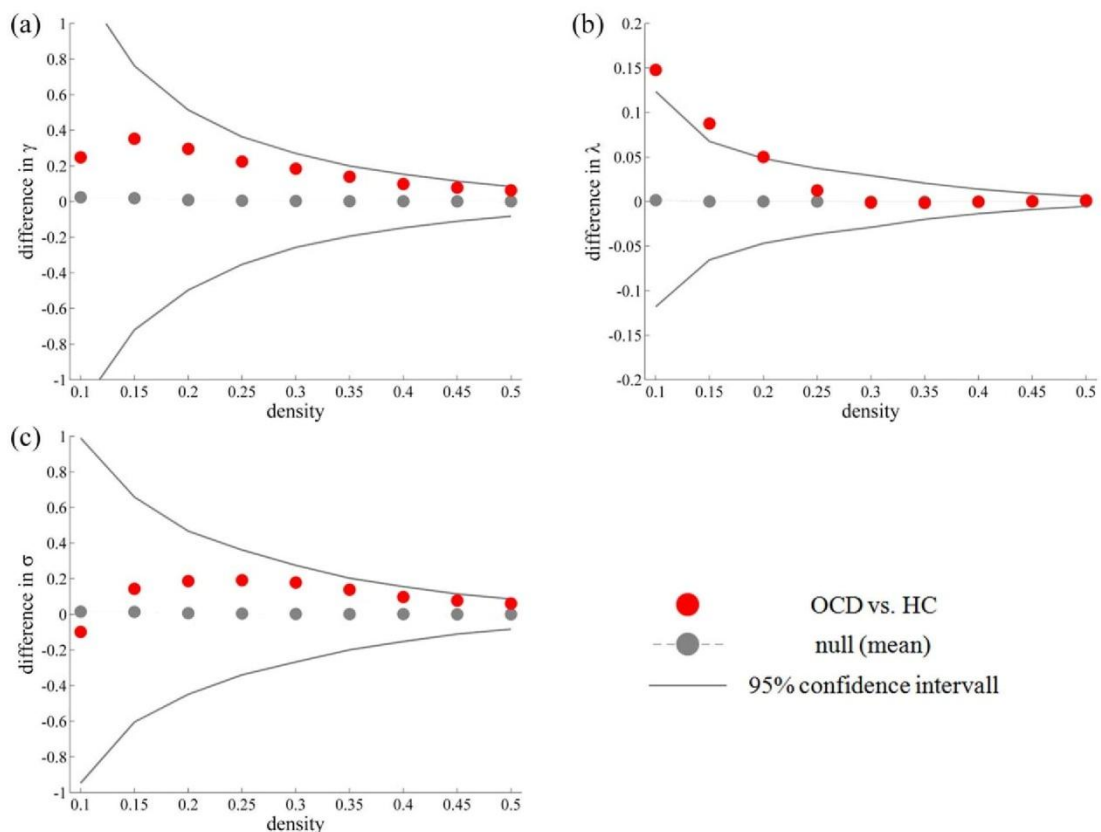 (a)
1
0.8
0.6
0.4
0.2
0
-0.2
-0.4
-0.6
-0.8
-1
difference in γ
0.1 0.15 0.2 0.25 0.3 0.35 0.4 0.45 0.5
density
(b)
0.2
0.15
0.1
0.05
0
-0.05
-0.1
-0.15
-0.2
difference in λ
0.1 0.15 0.2 0.25 0.3 0.35 0.4 0.45 0.5
density
(c)
1
0.8
0.6
0.4
0.2
0
-0.2
-0.4
-0.6
-0.8
-1
difference in σ
0.1 0.15 0.2 0.25 0.3 0.35 0.4 0.45 0.5
density
OCD vs. HC
null (mean)
95% confidence intervall